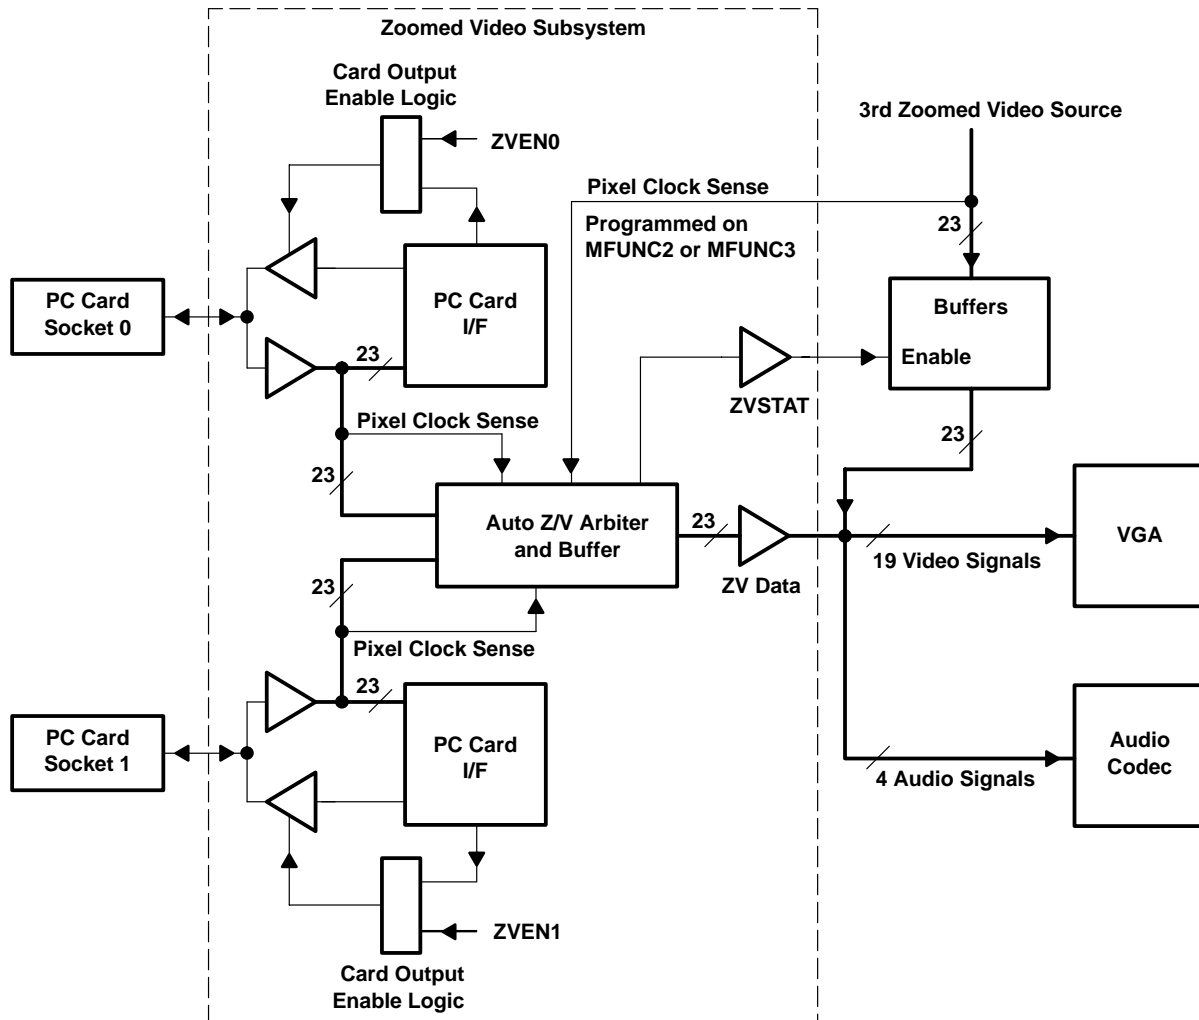 Zoomed Video Subsystem
Card Output
Enable Logic
ZVEN0
3rd Zoomed Video Source
Pixel Clock Sense
Programmed on
MFUNC2 or MFUNC3
23
PC Card
Socket 0
PC Card
I/F
Buffers
Enable
23
ZVSTAT
Pixel Clock Sense
23
23
Auto Z/V Arbiter
and Buffer
23
ZV Data
19 Video Signals
VGA
23
Pixel Clock Sense
23
PC Card
Socket 1
PC Card
I/F
4 Audio Signals
Audio
Codec
ZVEN1
Card Output
Enable Logic